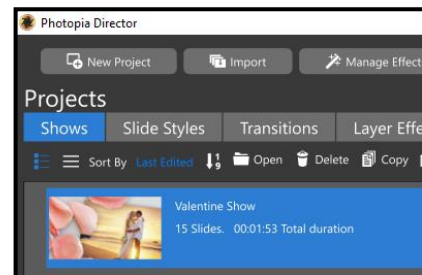 Photopia Director
New Project Import Manage Effect
Projects
Shows Slide Styles Transitions Layer Effe
Sort By Last Edited Open Delete Copy
Valentine Show
15 Slides. 00:01:53 Total duration